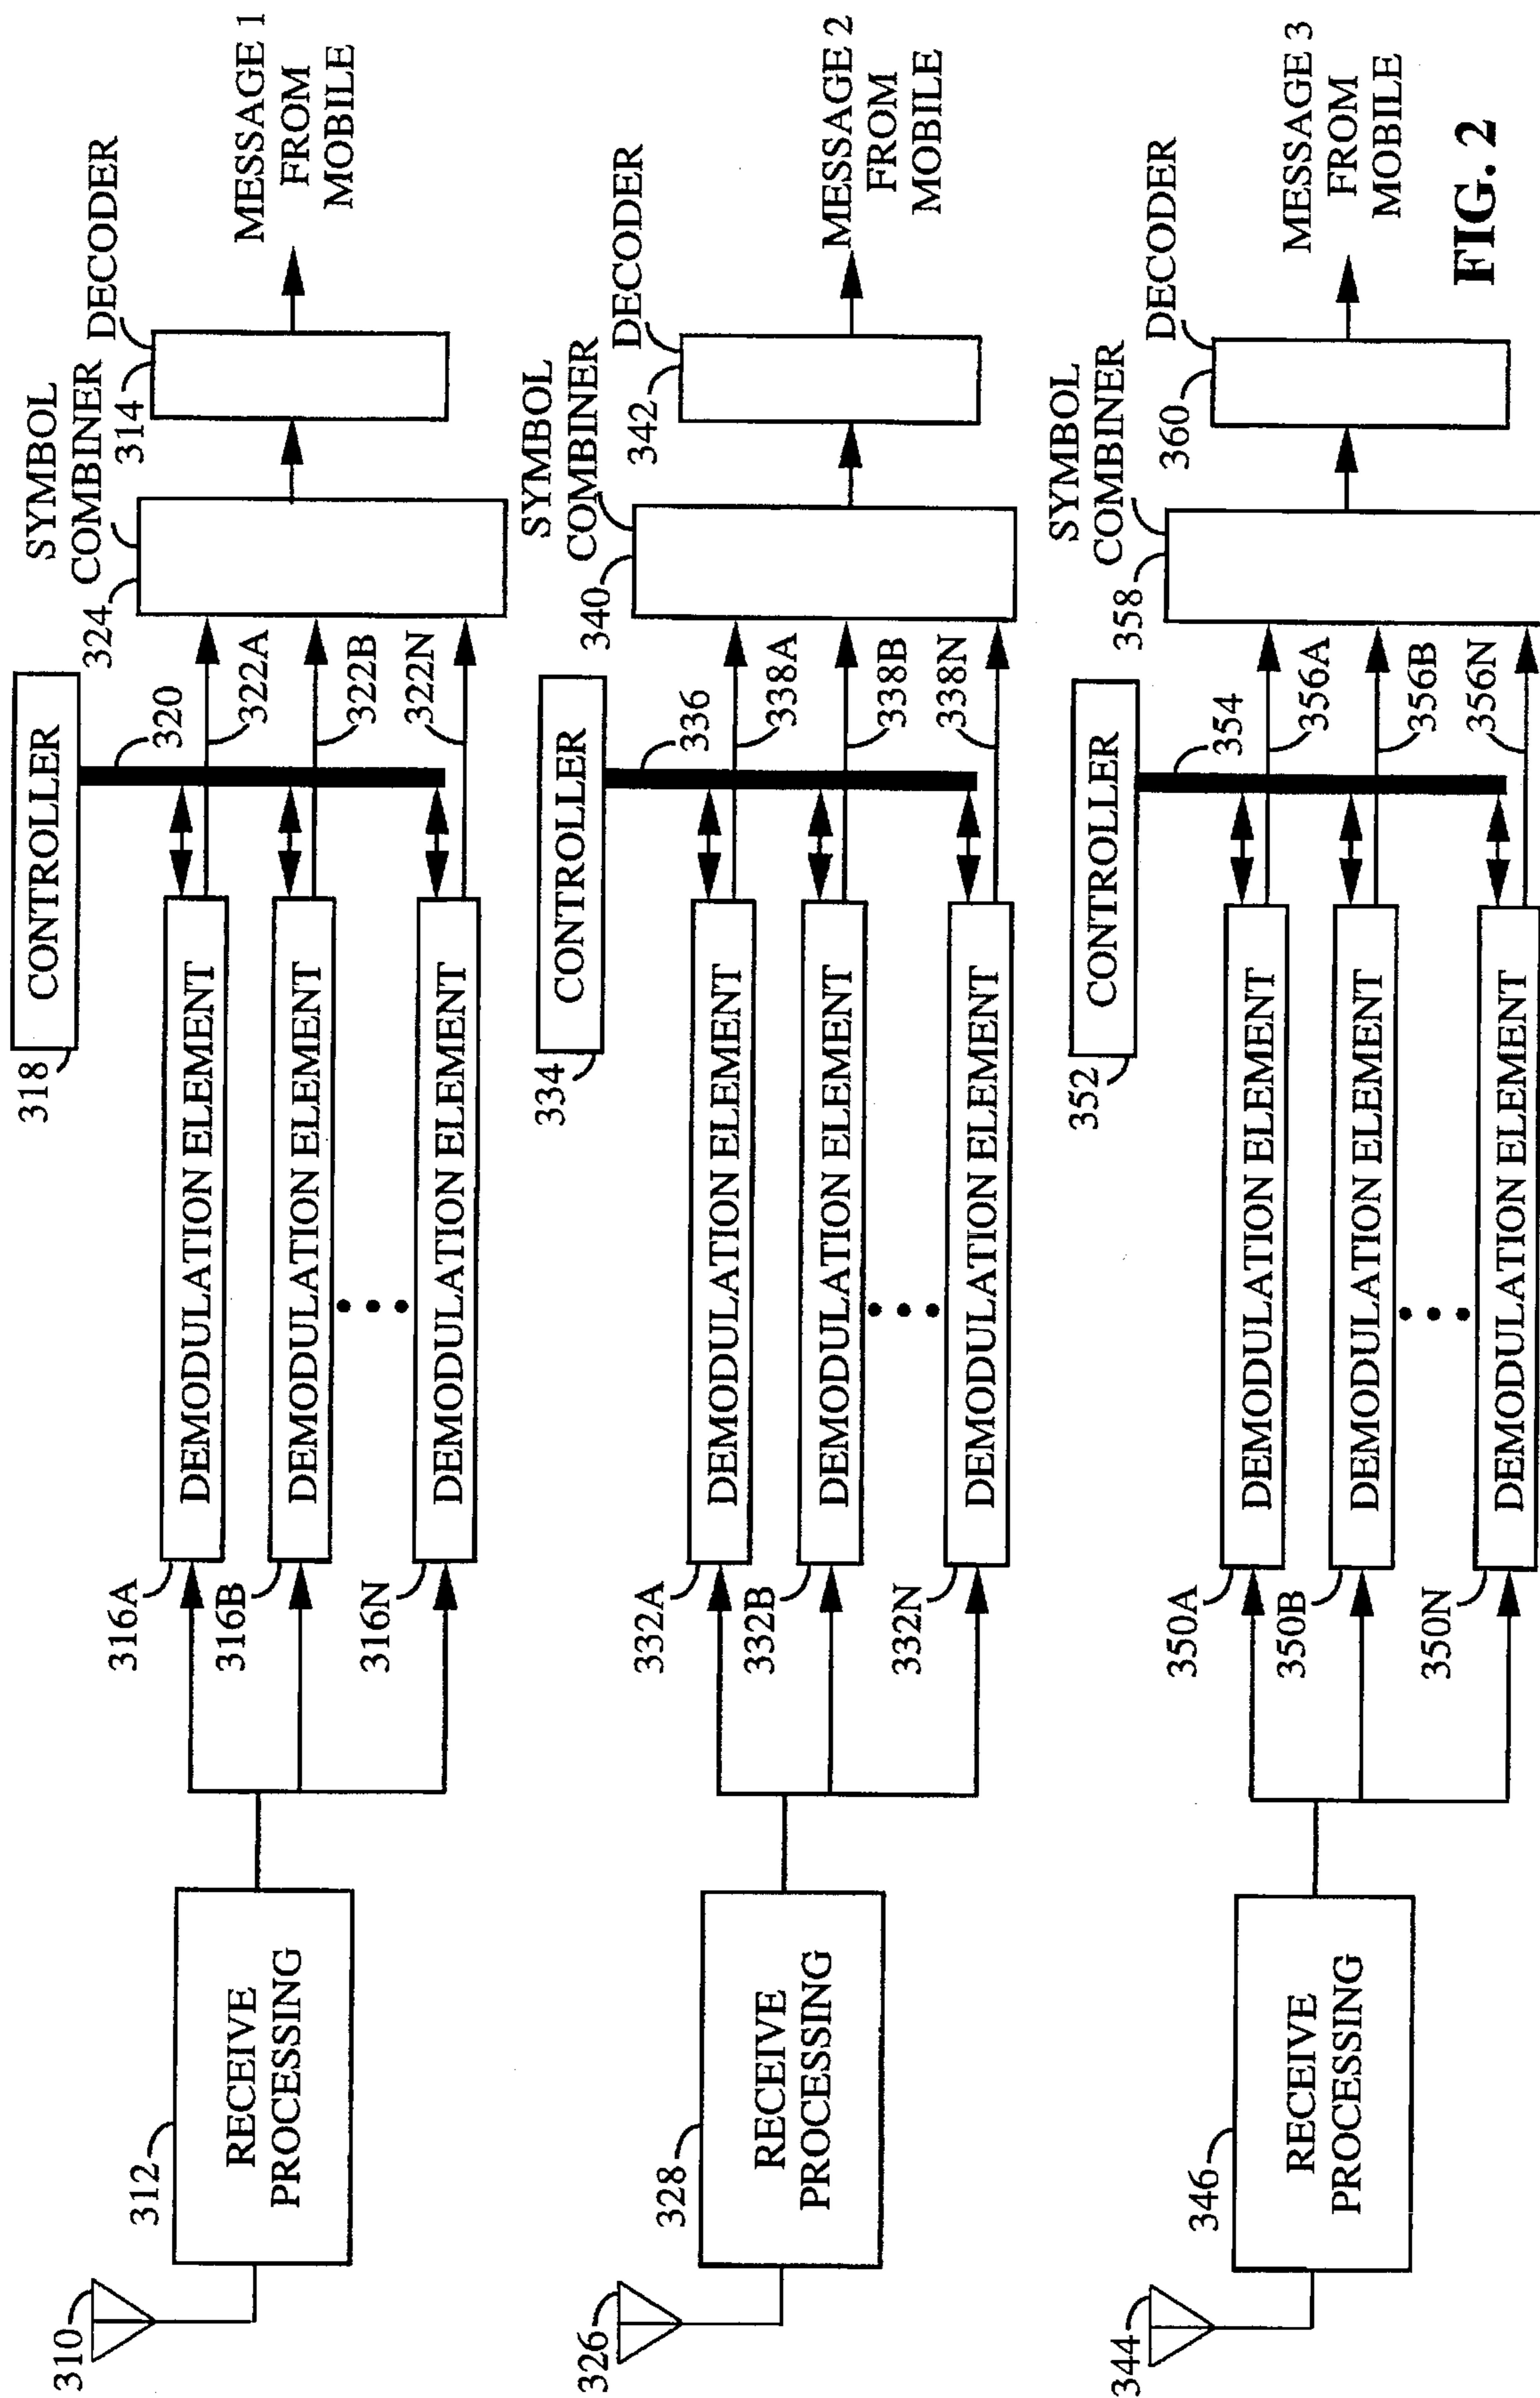 310
312
RECEIVE
PROCESSING
316A
316B
316N
DEMODULATION ELEMENT
DEMODULATION ELEMENT
DEMODULATION ELEMENT
318
CONTROLLER
320
322A
322B
322N
324
SYMBOL
COMBINER
314
DECODER
MESSAGE 1
FROM
MOBILE
326
328
RECEIVE
PROCESSING
332A
332B
332N
DEMODULATION ELEMENT
DEMODULATION ELEMENT
DEMODULATION ELEMENT
334
CONTROLLER
336
338A
338B
338N
340
SYMBOL
COMBINER
342
DECODER
MESSAGE 2
FROM
MOBILE
344
346
RECEIVE
PROCESSING
350A
350B
350N
DEMODULATION ELEMENT
DEMODULATION ELEMENT
DEMODULATION ELEMENT
352
CONTROLLER
354
356A
356B
356N
358
SYMBOL
COMBINER
360
DECODER
MESSAGE 3
FROM
MOBILE
FIG. 2